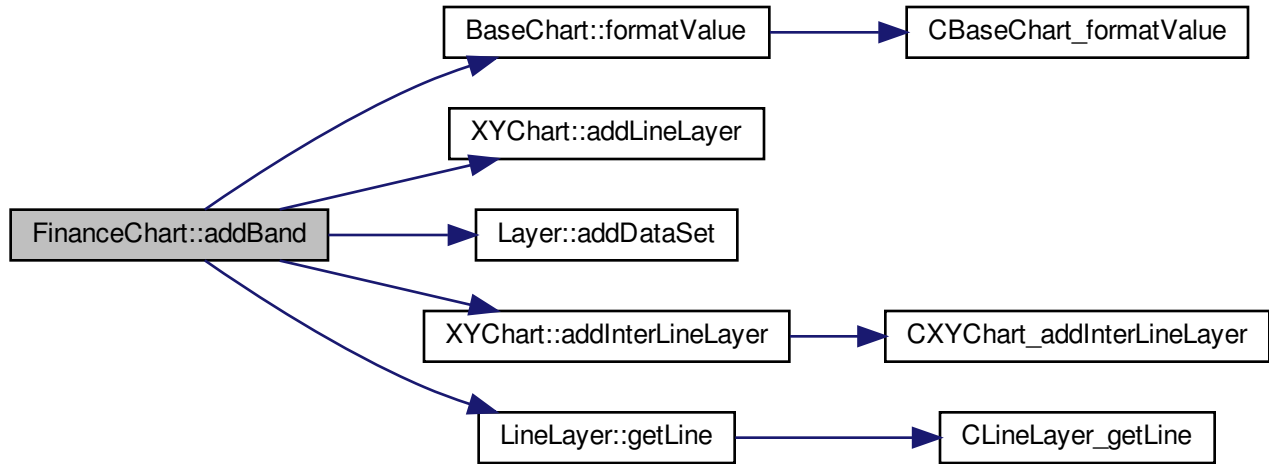 BaseChart::formatValue
CBaseChart_formatValue
XYChart::addLineLayer
FinanceChart::addBand
Layer::addDataSet
XYChart::addInterLineLayer
CXYChart_addInterLineLayer
LineLayer::getLine
CLineLayer_getLine